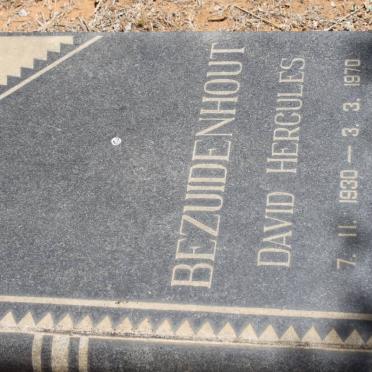 BEZUIDENHOUT
DAVID HERCULES
7. 11. 1930 — 3. 3. 1970